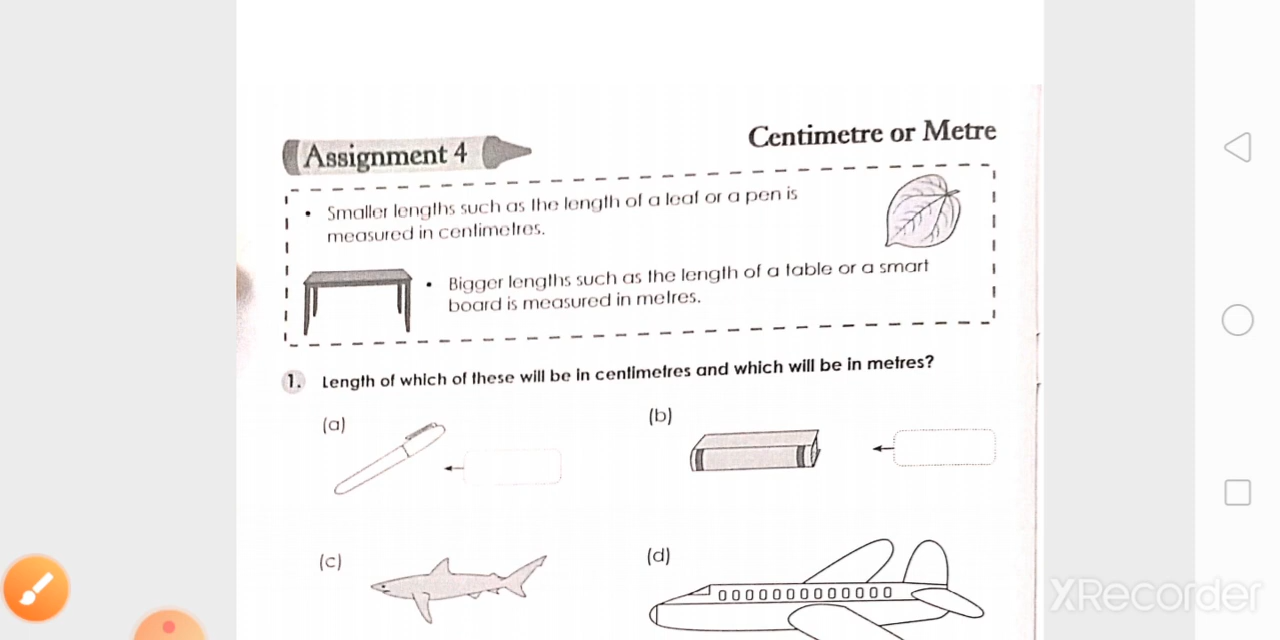 Centimetre or Metre
Assignment 4
• Smaller lengths such as the length of a leaf or a pen is
measured in centimetres.
• Bigger lengths such as the length of a table or a smart
board is measured in metres.
1. Length of which of these will be in centimetres and which will be in metres?
(a)
(b)
(c)
(d)
XRecorder